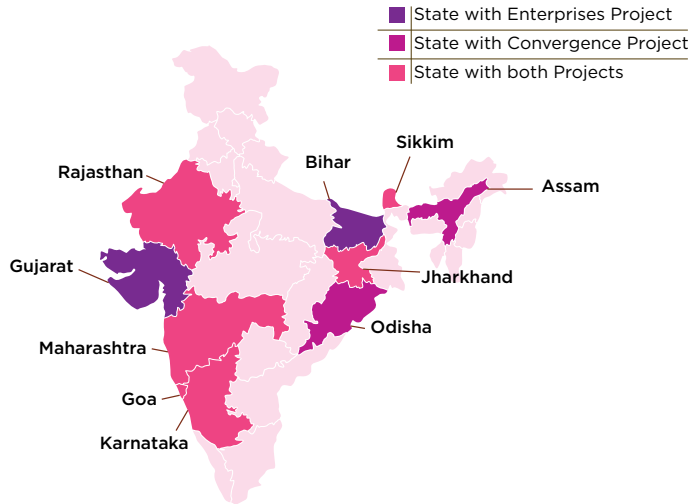 State with Enterprises Project
State with Convergence Project
State with both Projects
Sikkim
Bihar
Rajasthan
Assam
Gujarat
Jharkhand
Odisha
Maharashtra
Goa
Karnataka